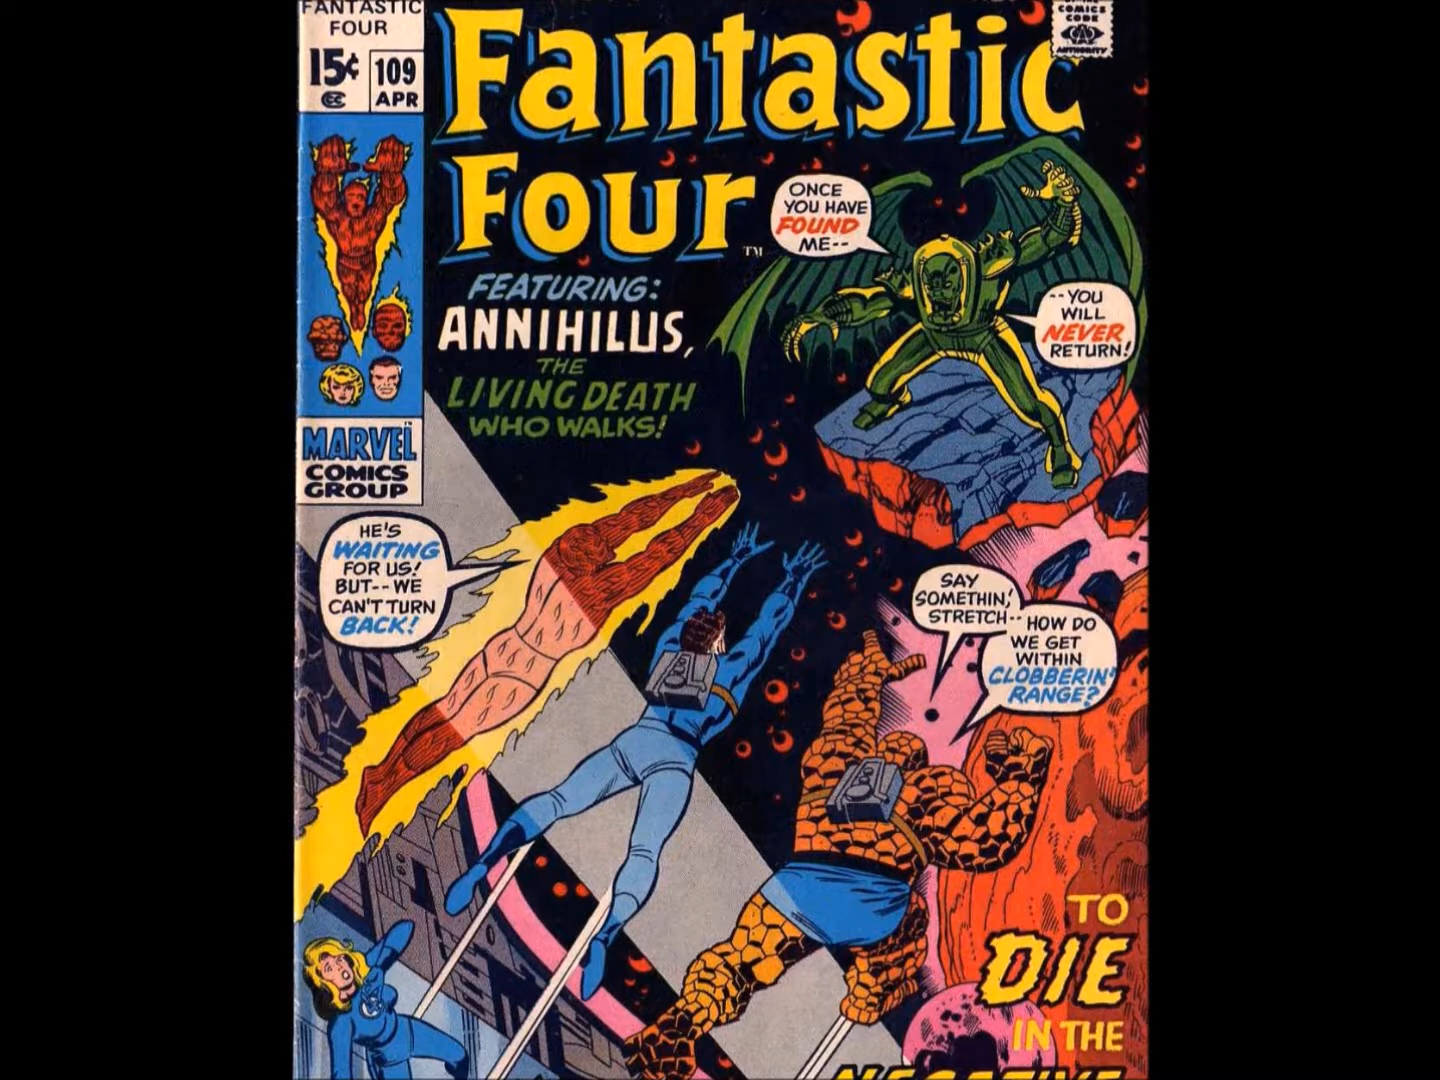 FANTASTIC
FOUR
15¢
CC
109
APR
COMICS
CODE
AUTHORITY
Fantastic
Four
TM
FEATURING:
ANNIHILUS,
THE
LIVING DEATH
WHO WALKS!
ONCE
YOU HAVE
FOUND
ME--
--YOU
WILL
NEVER
RETURN!
MARVEL
COMICS
GROUP
HE'S
WAITING
FOR US!
BUT--WE
CAN'T TURN
BACK!
SAY
SOMETHIN',
STRETCH--
HOW DO
WE GET
WITHIN
CLOBBERIN'
RANGE?
TO
DIE
IN THE
NEGATIVE